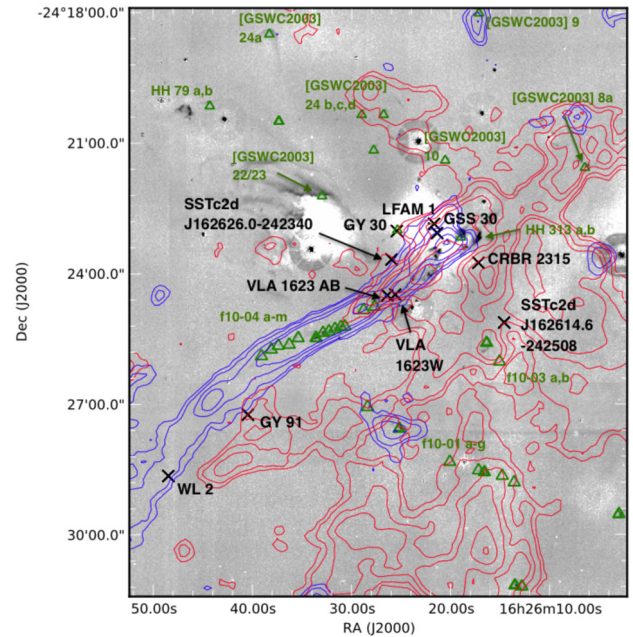 -24°18'00.0"
[GSWC2003]
24a
[GSWC2003] 9
HH 79 a,b
[GSWC2003]
24 b,c,d
[GSWC2003] 8a
21'00.0"
[GSWC2003]
10
[GSWC2003]
22/23
SSTc2d
J162626.0-242340
LFAM 1
GY 30
GSS 30
HH 313 a,b
24'00.0"
CRBR 2315
VLA 1623 AB
SSTc2d
J162614.6
-242508
f10-04 a-m
VLA
1623W
f10-03 a,b
27'00.0"
GY 91
f10-01 a-g
WL 2
30'00.0"
50.00s
40.00s
30.00s
20.00s
16h26m10.00s
RA (J2000)
Dec (J2000)